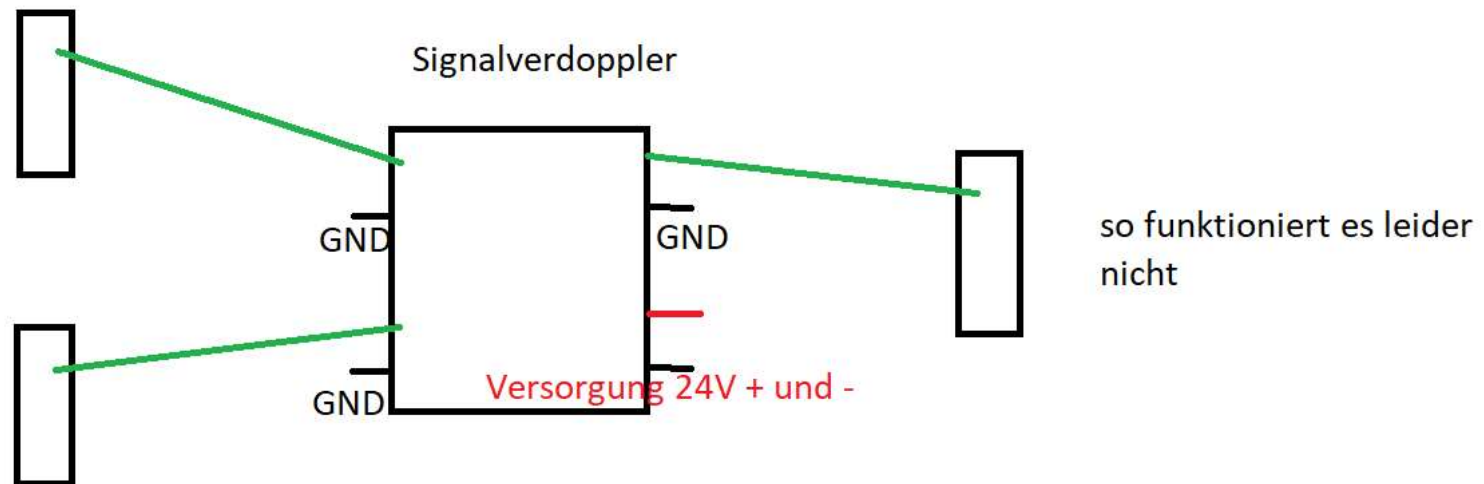 Signalverdoppler
GND
GND
so funktioniert es leider
nicht
GND
Versorgung 24V + und -